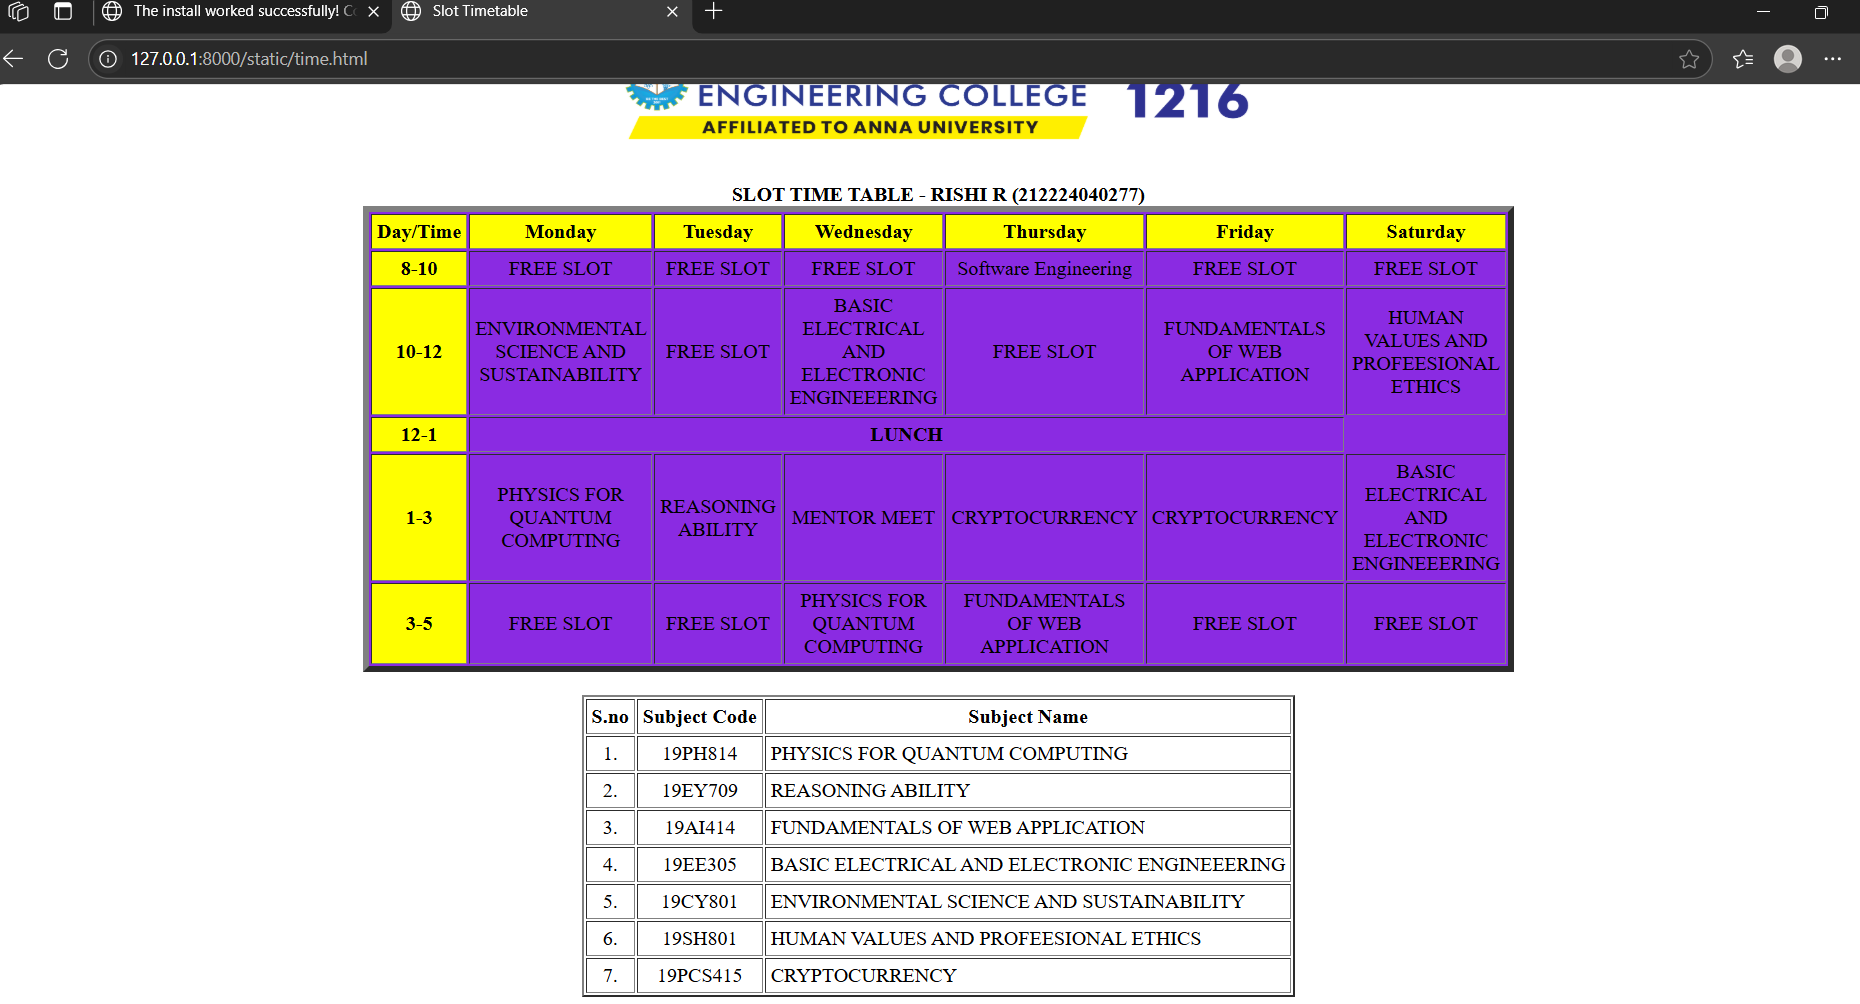 The install worked successfully! C
Slot Timetable
127.0.0.1:8000/static/time.html
ENGINEERING COLLEGE
1216
AFFILIATED TO ANNA UNIVERSITY
SLOT TIME TABLE - RISHI R (212224040277)
Day/Time Monday Tuesday Wednesday Thursday Friday Saturday
8-10 FREE SLOT FREE SLOT FREE SLOT Software Engineering FREE SLOT FREE SLOT
10-12
ENVIRONMENTAL
SCIENCE AND
SUSTAINABILITY
FREE SLOT
BASIC
ELECTRICAL
AND
ELECTRONIC
ENGINEEERING
FREE SLOT
FUNDAMENTALS
OF WEB
APPLICATION
HUMAN
VALUES AND
PROFEESIONAL
ETHICS
12-1 LUNCH
1-3
PHYSICS FOR
QUANTUM
COMPUTING
REASONING
ABILITY
MENTOR MEET
CRYPTOCURRENCY
CRYPTOCURRENCY
BASIC
ELECTRICAL
AND
ELECTRONIC
ENGINEEERING
3-5
FREE SLOT
FREE SLOT
PHYSICS FOR
QUANTUM
COMPUTING
FUNDAMENTALS
OF WEB
APPLICATION
FREE SLOT
FREE SLOT
S.no Subject Code Subject Name
1. 19PH814 PHYSICS FOR QUANTUM COMPUTING
2. 19EY709 REASONING ABILITY
3. 19AI414 FUNDAMENTALS OF WEB APPLICATION
4. 19EE305 BASIC ELECTRICAL AND ELECTRONIC ENGINEEERING
5. 19CY801 ENVIRONMENTAL SCIENCE AND SUSTAINABILITY
6. 19SH801 HUMAN VALUES AND PROFEESIONAL ETHICS
7. 19PCS415 CRYPTOCURRENCY